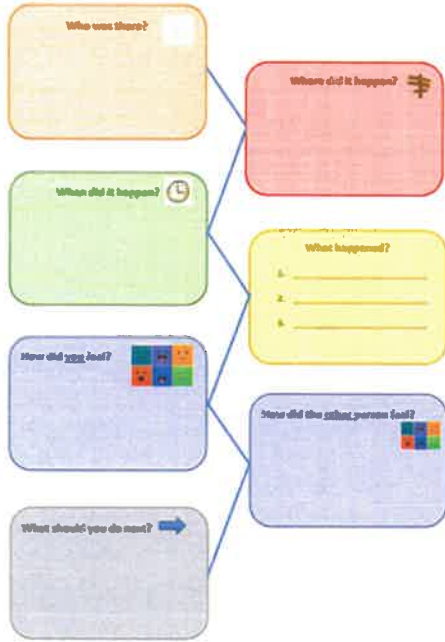 Who was there?
Where did it happen?
When did it happen?
What happened?
1.
2.
3.
How did you feel?
How did the other person feel?
What should you do next?